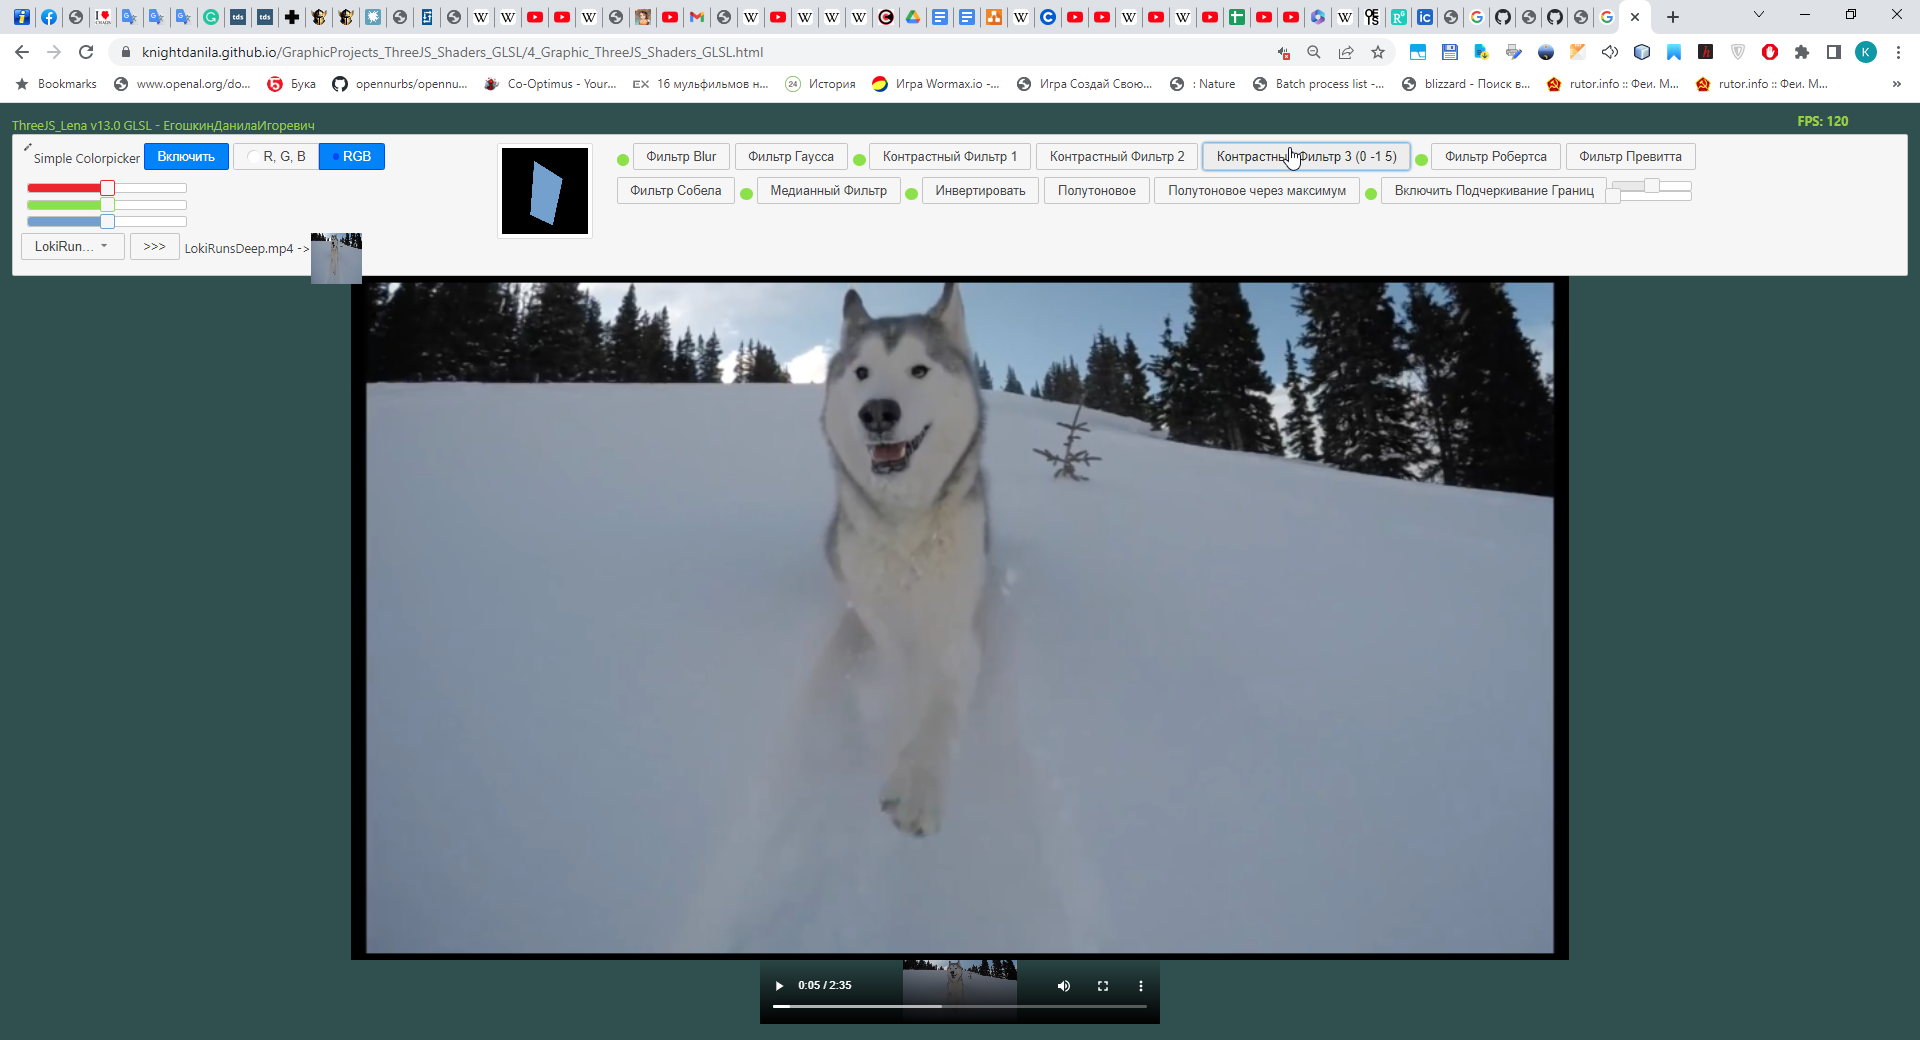 knightdanila.github.io/GraphicProjects_ThreeJS_Shaders_GLSL/4_Graphic_ThreeJS_Shaders_GLSL.html
K
Bookmarks www.openal.org/do... Бука opennurbs/opennu... Co-Optimus - Your... EX 16 мульфильмов н... 24 История Игра Wormax.io -... Игра Создай Свою... : Nature Batch process list -... blizzard - Поиск в... rutor.info :: Феи. М... rutor.info :: Феи. М... »
ThreeJS_Lena v13.0 GLSL - ЕгошкинДанилаИгоревич FPS: 120
Simple Colorpicker Включить R, G, B RGB Фильтр Blur Фильтр Гаусса Контрастный Фильтр 1 Контрастный Фильтр 2 Контрастный Фильтр 3 (0 -1 5) Фильтр Робертса Фильтр Превитта
Фильтр Собела Медианный Фильтр Инвертировать Полутоновое Полутоновое через максимум Включить Подчеркивание Границ
LokiRun... >>> LokiRunsDeep.mp4 ->
0:05 / 2:35